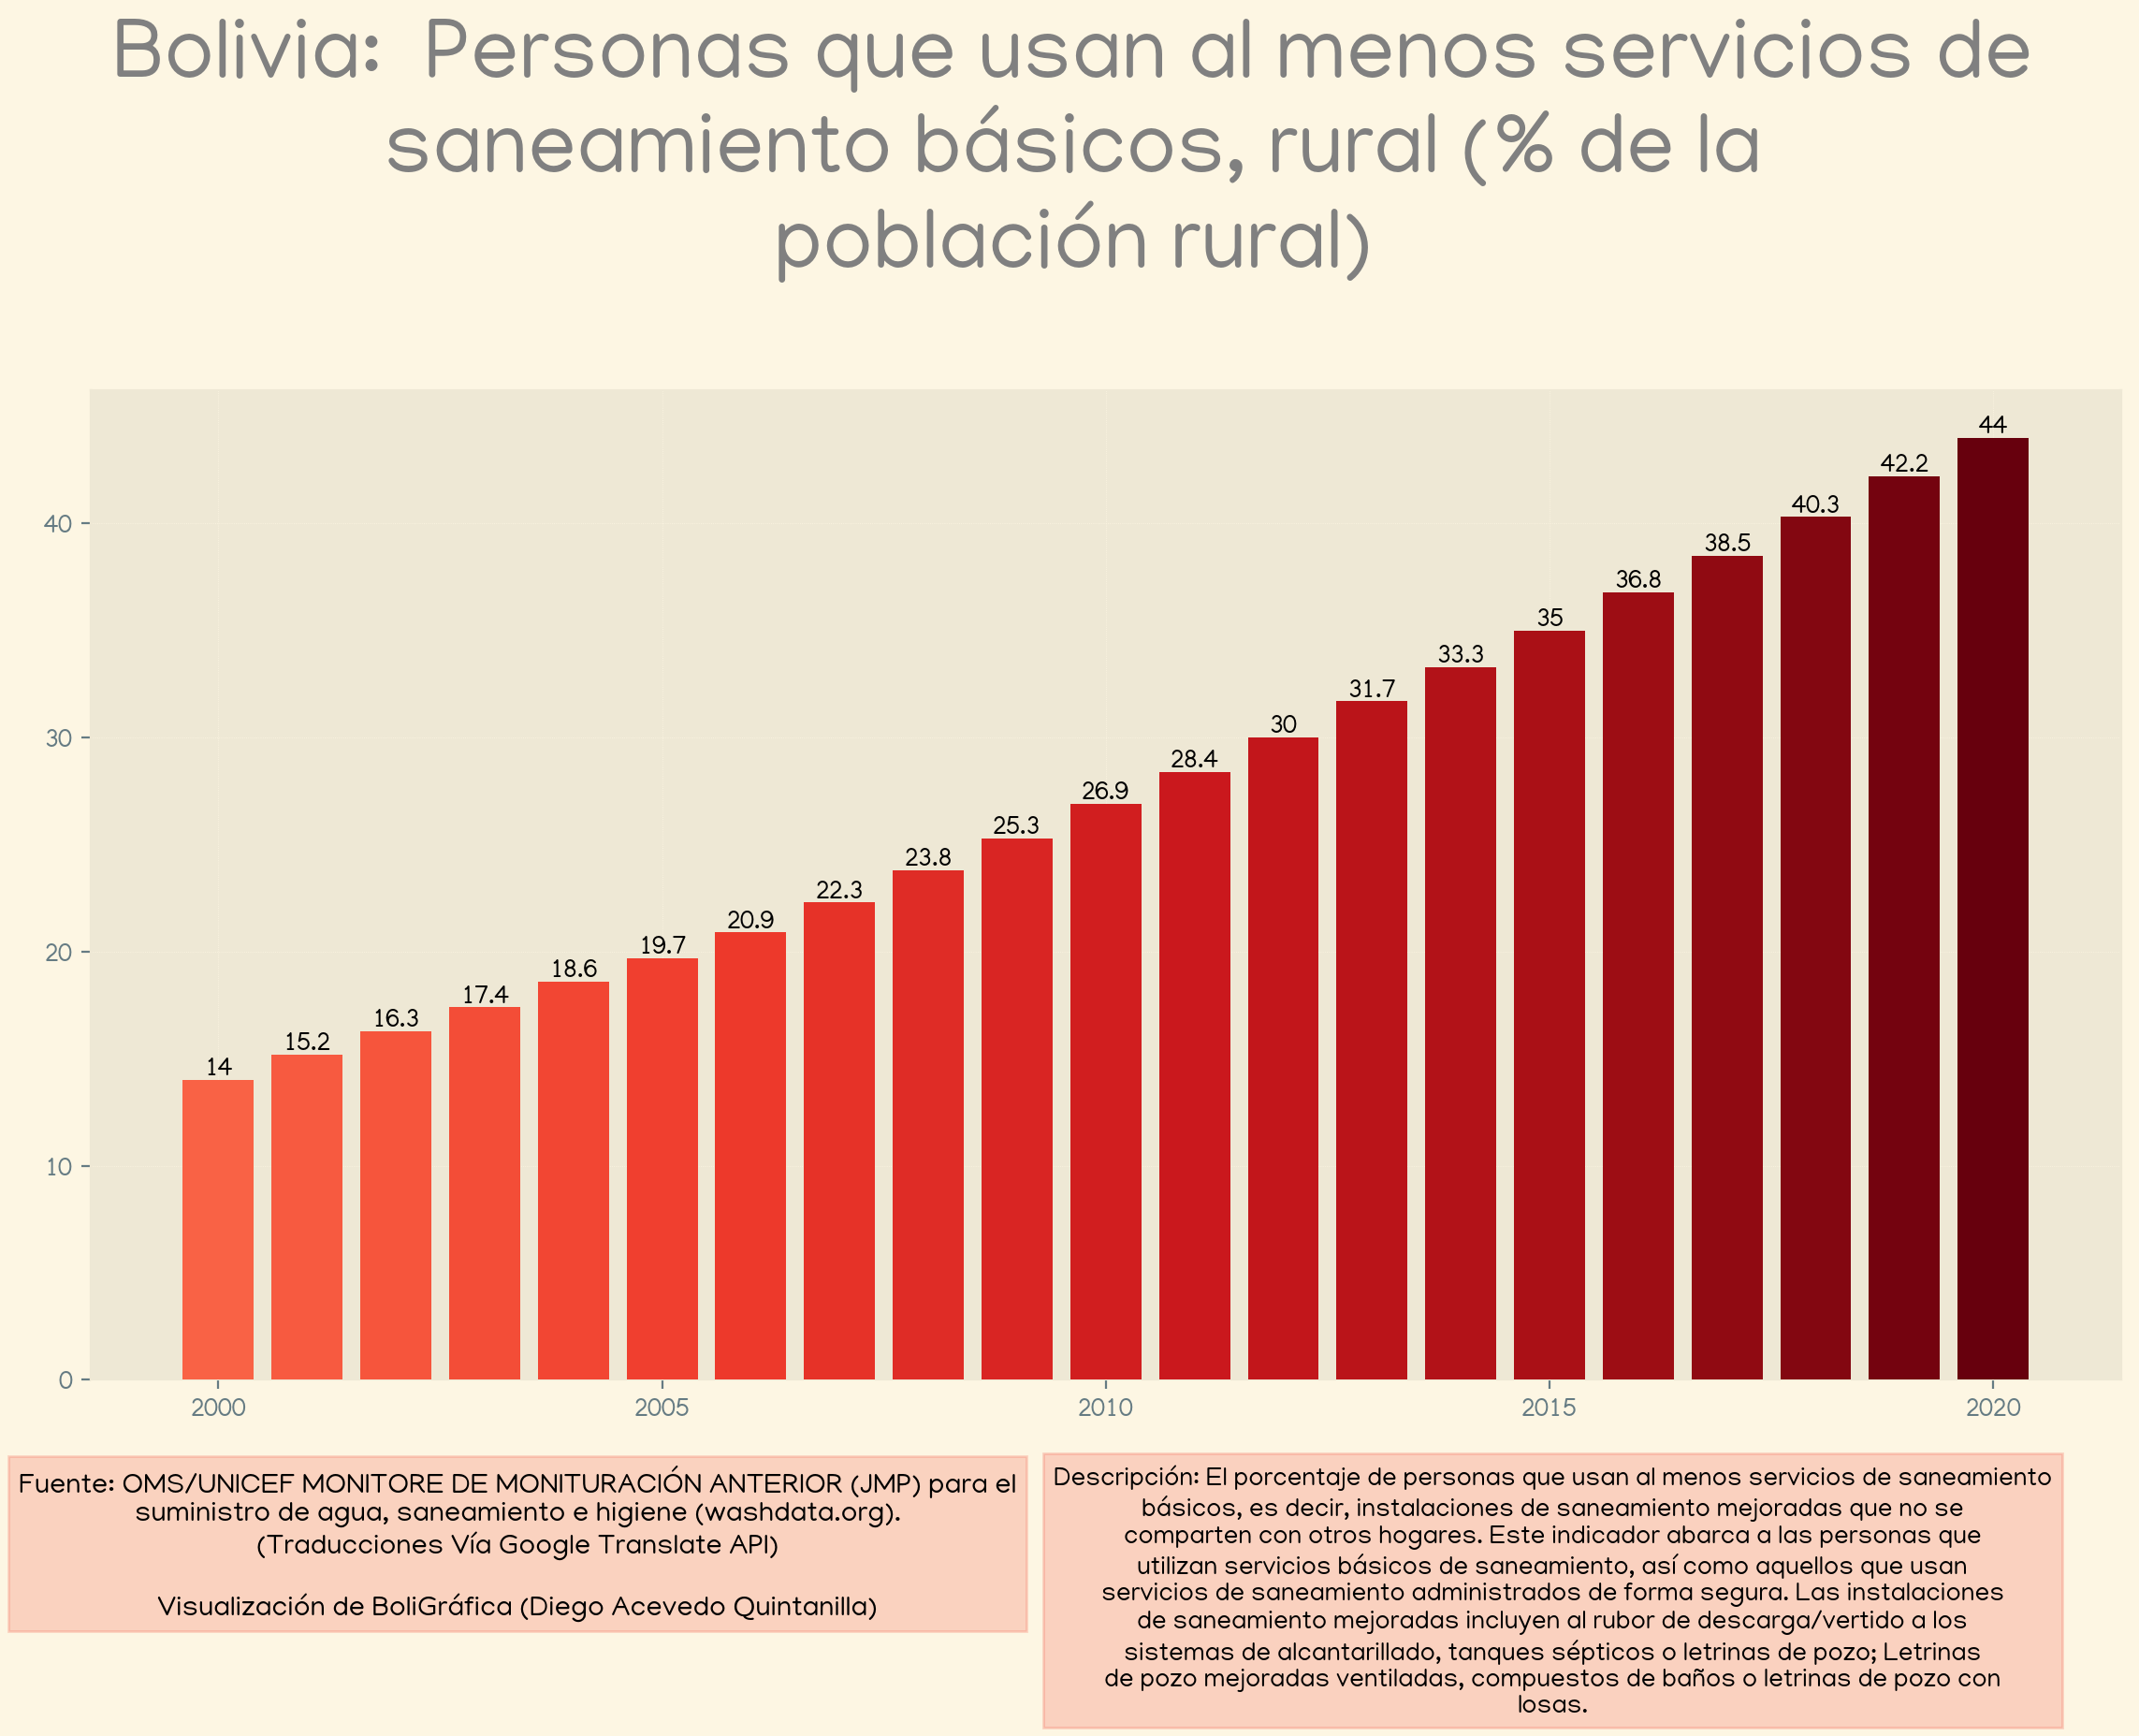 Bolivia: Personas que usan al menos servicios de
saneamiento básicos, rural (% de la
población rural)
44
42.2
40.3
38.5
36.8
35
33.3
31.7
30
28.4
26.9
25.3
23.8
22.3
20.9
19.7
18.6
17.4
16.3
15.2
14
40
30
20
10
0
2000
2005
2010
2015
2020
Fuente: OMS/UNICEF MONITORE DE MONITURACIÓN ANTERIOR (JMP) para el
suministro de agua, saneamiento e higiene (washdata.org).
(Traducciones Vía Google Translate API)
Visualización de BoliGráfica (Diego Acevedo Quintanilla)
Descripción: El porcentaje de personas que usan al menos servicios de saneamiento
básicos, es decir, instalaciones de saneamiento mejoradas que no se
comparten con otros hogares. Este indicador abarca a las personas que
utilizan servicios básicos de saneamiento, así como aquellos que usan
servicios de saneamiento administrados de forma segura. Las instalaciones
de saneamiento mejoradas incluyen al rubor de descarga/vertido a los
sistemas de alcantarillado, tanques sépticos o letrinas de pozo; Letrinas
de pozo mejoradas ventiladas, compuestos de baños o letrinas de pozo con
losas.